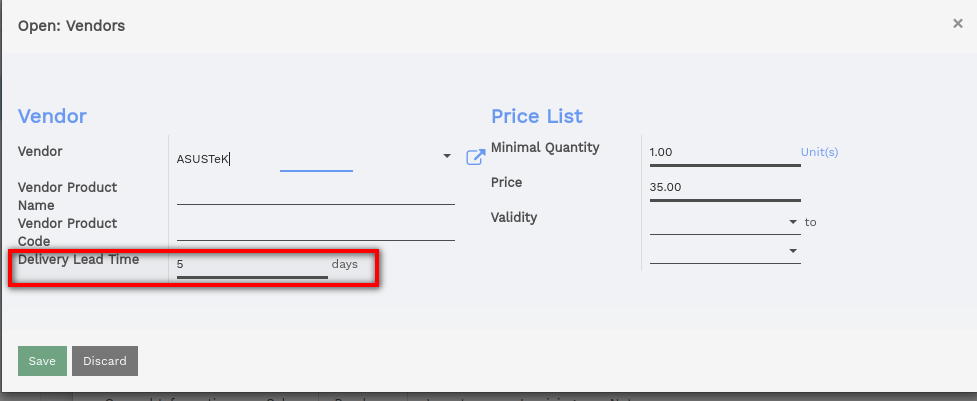 Open: Vendors
×
Vendor
Vendor
ASUSTeK
Vendor Product
Name
Vendor Product
Code
Delivery Lead Time
5 days
Price List
Minimal Quantity
1.00 Unit(s)
Price
35.00
Validity
to
Save Discard